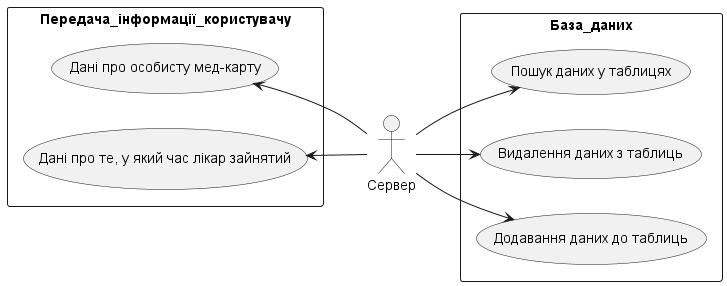 Передача_інформації_користувачу
Дані про особисту мед-карту
Дані про те, у який час лікар зайнятий
Сервер
База_даних
Пошук даних у таблицях
Видалення даних з таблиць
Додавання даних до таблиць